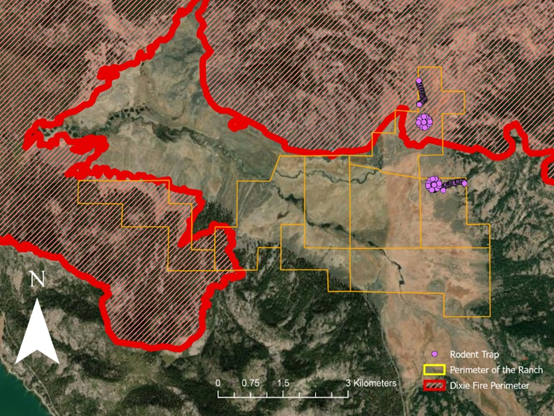 N
Rodent Trap
Perimeter of the Ranch
Dixie Fire Perimeter
0 0.75 1.5 3 Kilometers